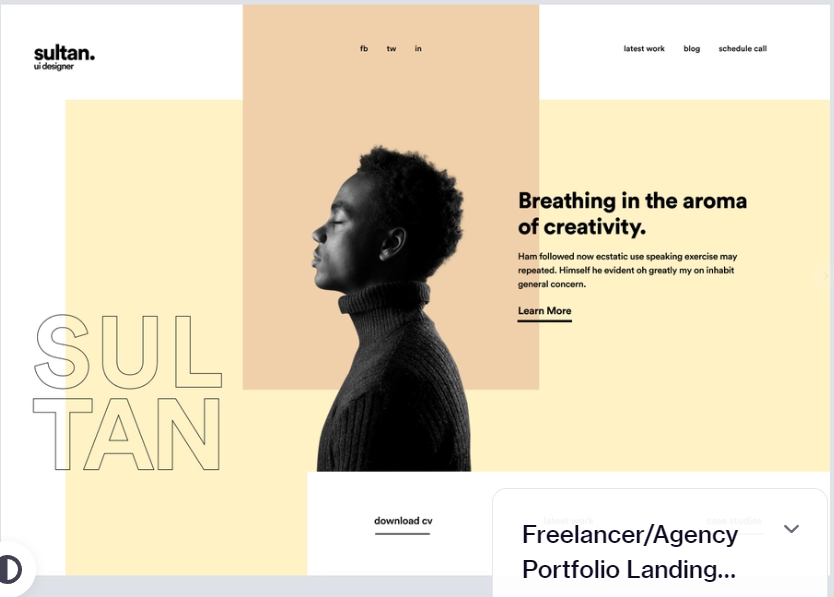 sultan.
ui designer
fb tw in
latest work blog schedule call
Breathing in the aroma
of creativity.
Ham followed now ecstatic use speaking exercise may
repeated. Himself he evident oh greatly my on inhabit
general concern.
Learn More
SUL
TAN
download cv
Freelancer/Agency
Portfolio Landing...